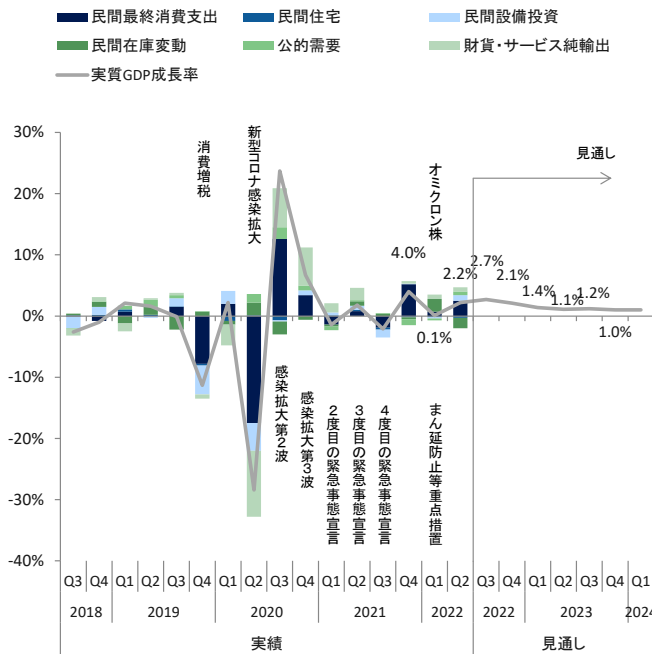 民間最終消費支出 民間住宅 民間設備投資
民間在庫変動 公的需要 財貨・サービス純輸出
実質GDP成長率
30%
20%
10%
0%
-10%
-20%
-30%
-40%
消費増税
新型コロナ感染拡大
オミクロン株
見通し
4.0%
0.1%
2.2%
2.7%
2.1%
1.4%
1.1%
1.2%
1.0%
感染拡大第2波
感染拡大第3波
2度目の緊急事態宣言
3度目の緊急事態宣言
4度目の緊急事態宣言
まん延防止等重点措置
Q3 Q4 Q1 Q2 Q3 Q4 Q1 Q2 Q3 Q4 Q1 Q2 Q3 Q4 Q1 Q2 Q3 Q4 Q1 Q2 Q3 Q4 Q1
2018 2019 2020 2021 2022 2022 2023 2024
実績 見通し